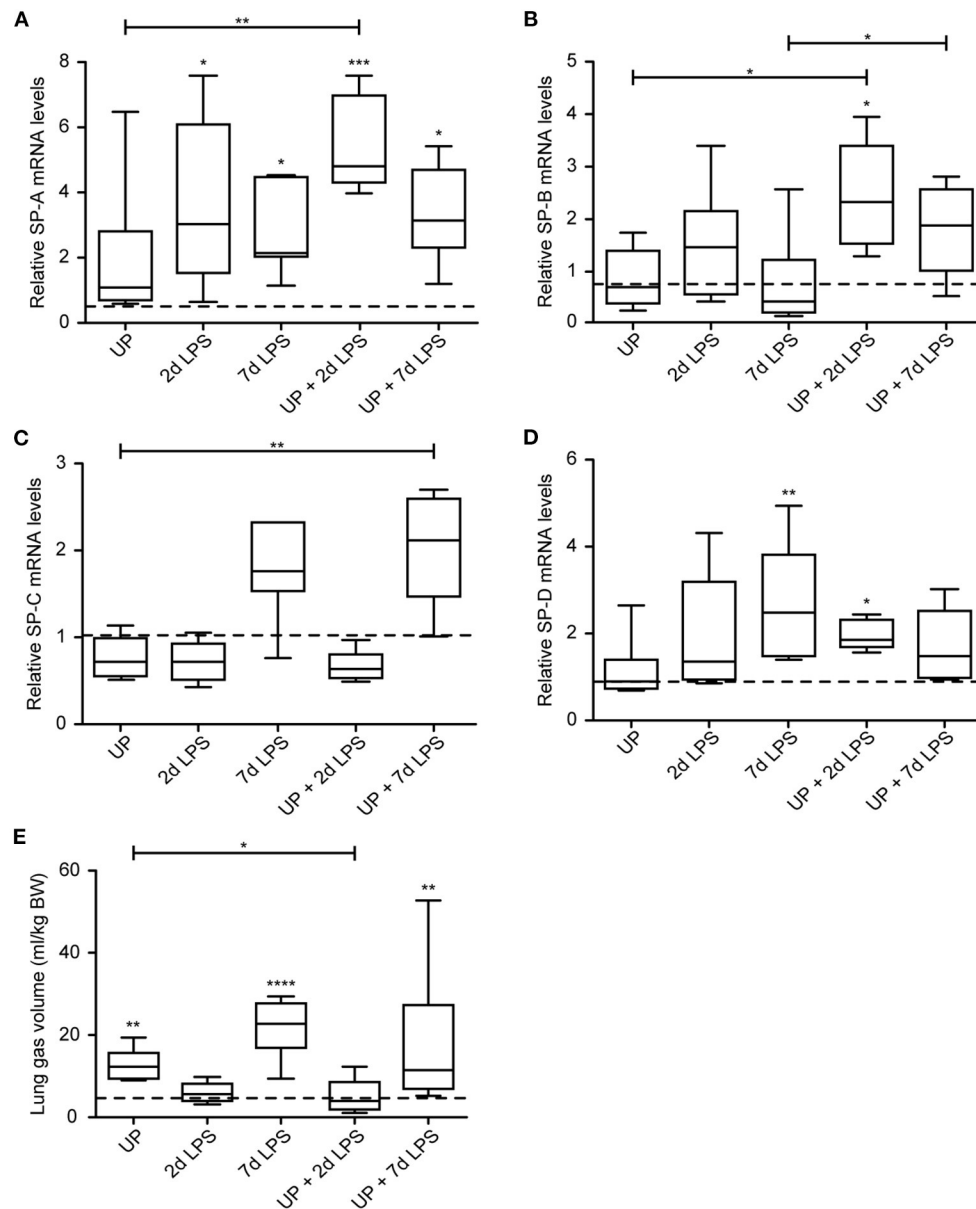 A
**
Relative SP-A mRNA levels
8
6
4
2
0
*
*
***
*
UP
2d LPS
7d LPS
UP + 2d LPS
UP + 7d LPS
B
*
*
Relative SP-B mRNA levels
5
4
3
2
1
0
*
UP
2d LPS
7d LPS
UP + 2d LPS
UP + 7d LPS
C
**
Relative SP-C mRNA levels
3
2
1
0
UP
2d LPS
7d LPS
UP + 2d LPS
UP + 7d LPS
D
Relative SP-D mRNA levels
6
4
2
0
**
*
UP
2d LPS
7d LPS
UP + 2d LPS
UP + 7d LPS
E
*
Lung gas volume (ml/kg BW)
60
40
20
0
**
****
**
UP
2d LPS
7d LPS
UP + 2d LPS
UP + 7d LPS